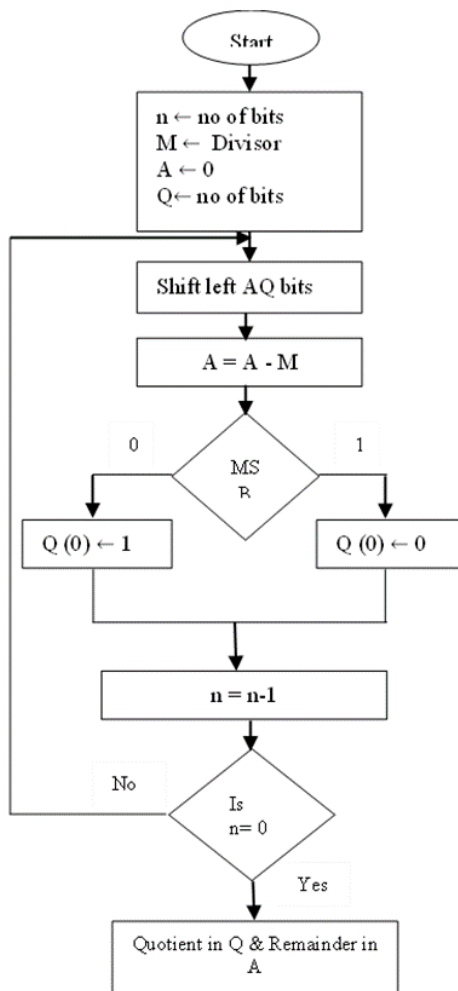 Start
n ← no of bits
M ← Divisor
A ← 0
Q← no of bits
Shift left AQ bits
A = A - M
0
1
MS
B
Q (0) ← 1
Q (0) ← 0
n = n-1
No
Is
n= 0
Yes
Quotient in Q & Remainder in
A